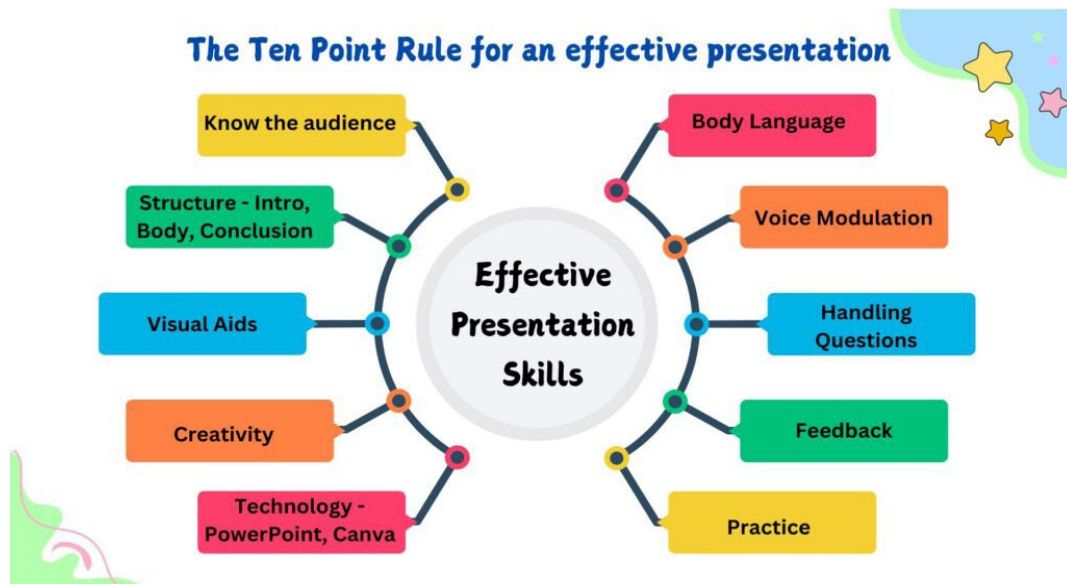 The Ten Point Rule for an effective presentation
Know the audience
Structure - Intro,
Body, Conclusion
Visual Aids
Creativity
Technology -
PowerPoint, Canva
Effective
Presentation
Skills
Body Language
Voice Modulation
Handling
Questions
Feedback
Practice